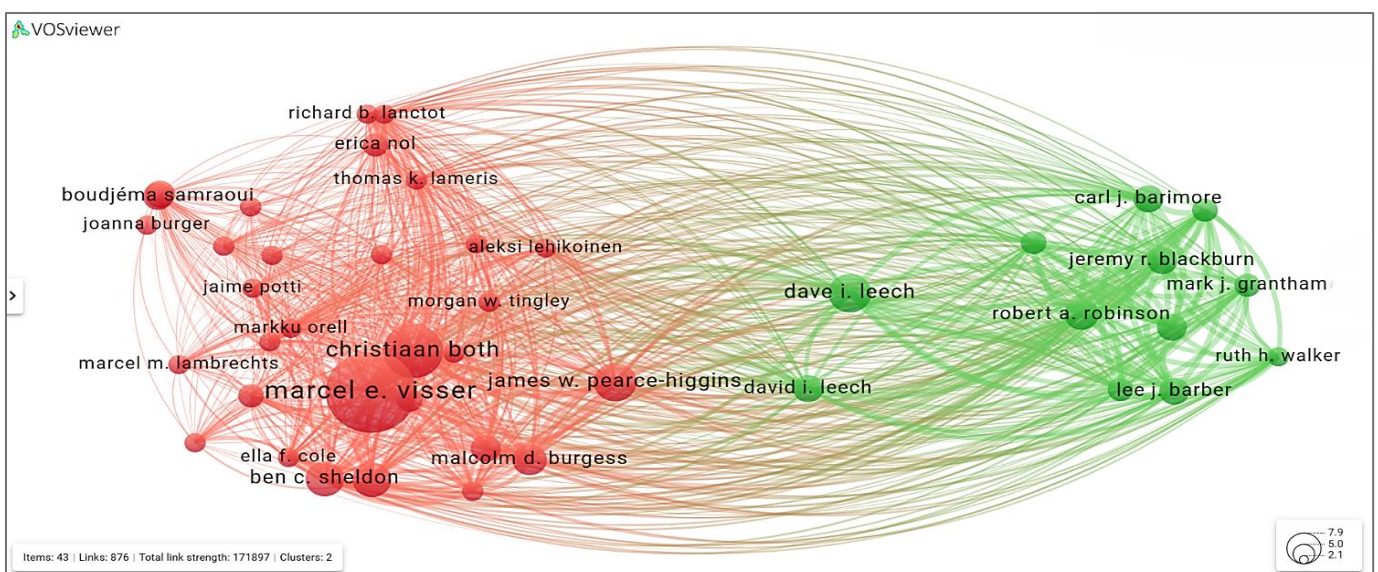 VOSviewer
richard b. lanctot
erica nol
thomas k. lameris
boudjéma samraoui
carl j. barimore
joanna burger
aleksi lehikoinen
jeremy r. blackburn
jaime potti
mark j. grantham
dave i. leech
morgan w. tingley
robert a. robinson
markku orell
christiaan both
ruth h. walker
marcel m. lambrechts
marcel e. visser
james w. pearce-higgins
david i. leech
lee j. barber
ella f. cole
malcolm d. burgess
ben c. sheldon
7.9
5.0
2.1
Items: 43 | Links: 876 | Total link strength: 171897 | Clusters: 2